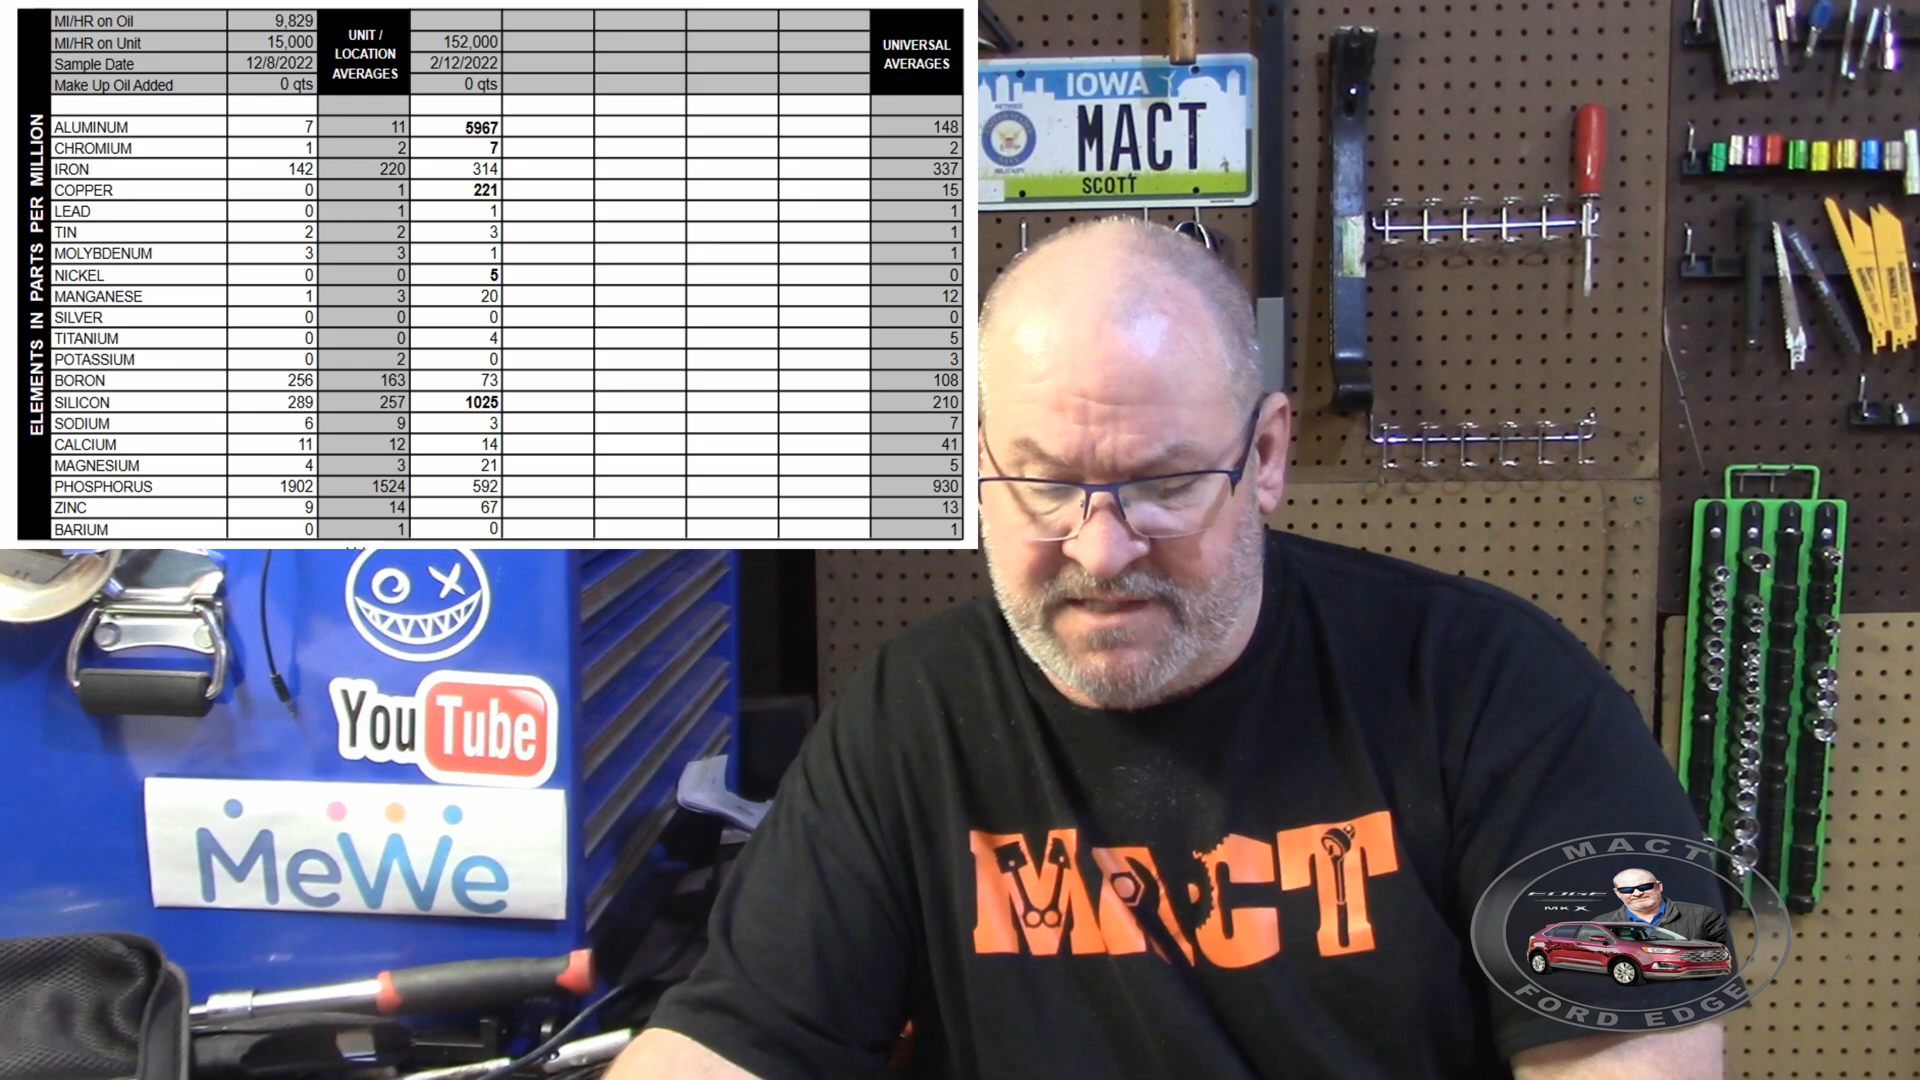 MI/HR on Oil 9,829
MI/HR on Unit 15,000 152,000
Sample Date 12/8/2022 2/12/2022
Make Up Oil Added 0 qts 0 qts
UNIT /
LOCATION
AVERAGES
UNIVERSAL
AVERAGES
ELEMENTS IN PARTS PER MILLION
ALUMINUM 7 11 5967 148
CHROMIUM 1 2 7 2
IRON 142 220 314 337
COPPER 0 1 221 15
LEAD 0 1 1 1
TIN 2 2 3 1
MOLYBDENUM 3 3 1 1
NICKEL 0 0 5 0
MANGANESE 1 3 20 12
SILVER 0 0 0 0
TITANIUM 0 0 4 5
POTASSIUM 0 2 0 3
BORON 256 163 73 108
SILICON 289 257 1025 210
SODIUM 6 9 3 7
CALCIUM 11 12 14 41
MAGNESIUM 4 3 21 5
PHOSPHORUS 1902 1524 592 930
ZINC 9 14 67 13
BARIUM 0 1 0 1
IOWA
RETIRED
MILITARY
MACT
SCOTT
YouTube
MeWe
MACT
MACT
EDGE
MKX
FORD EDGE